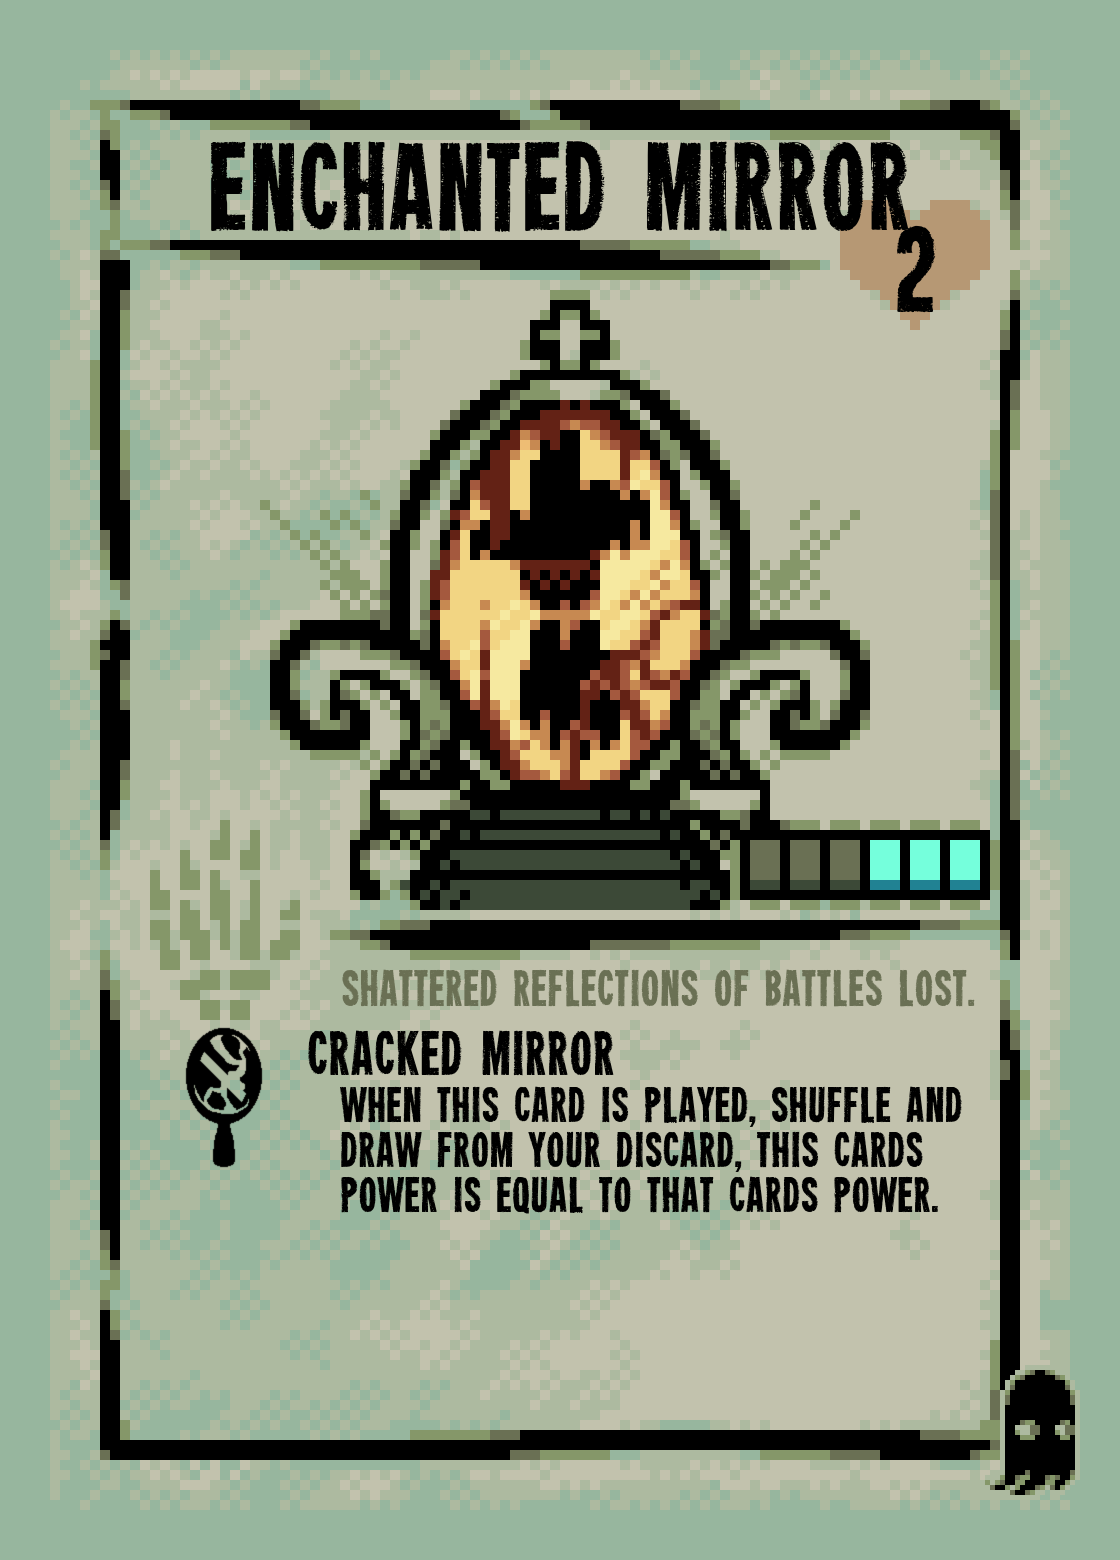 ENCHANTED MIRROR
2
SHATTERED REFLECTIONS OF BATTLES LOST.
CRACKED MIRROR
WHEN THIS CARD IS PLAYED, SHUFFLE AND
DRAW FROM YOUR DISCARD, THIS CARDS
POWER IS EQUAL TO THAT CARDS POWER.